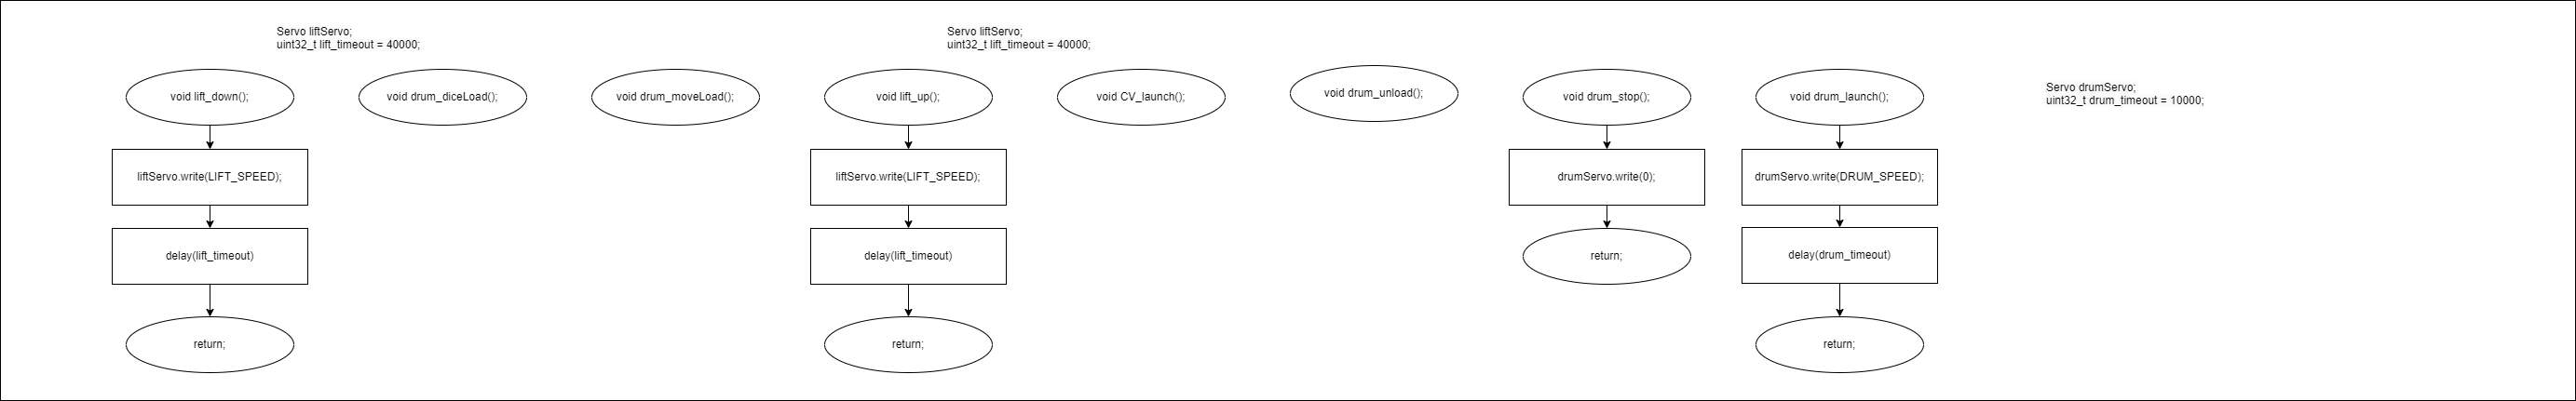 Servo liftServo;
uint32_t lift_timeout = 40000;
Servo liftServo;
uint32_t lift_timeout = 40000;
Servo drumServo;
uint32_t drum_timeout = 10000;
void lift_down();
void drum_diceLoad();
void drum_moveLoad();
void lift_up();
void CV_launch();
void drum_unload();
void drum_stop();
void drum_launch();
liftServo.write(LIFT_SPEED);
liftServo.write(LIFT_SPEED);
drumServo.write(0);
drumServo.write(DRUM_SPEED);
delay(lift_timeout)
delay(lift_timeout)
return;
delay(drum_timeout)
return;
return;
return;